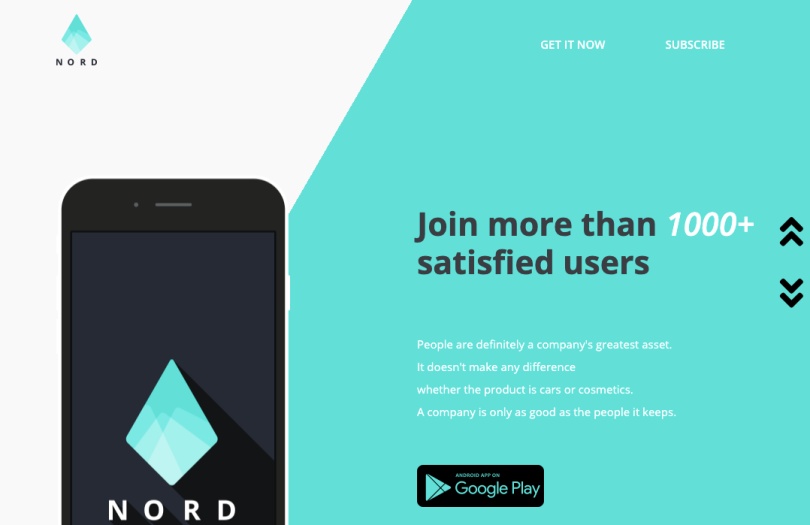 NORD
GET IT NOW
SUBSCRIBE
Join more than 1000+
satisfied users
People are definitely a company's greatest asset.
It doesn't make any difference
whether the product is cars or cosmetics.
A company is only as good as the people it keeps.
ANDROID APP ON
Google Play
NORD